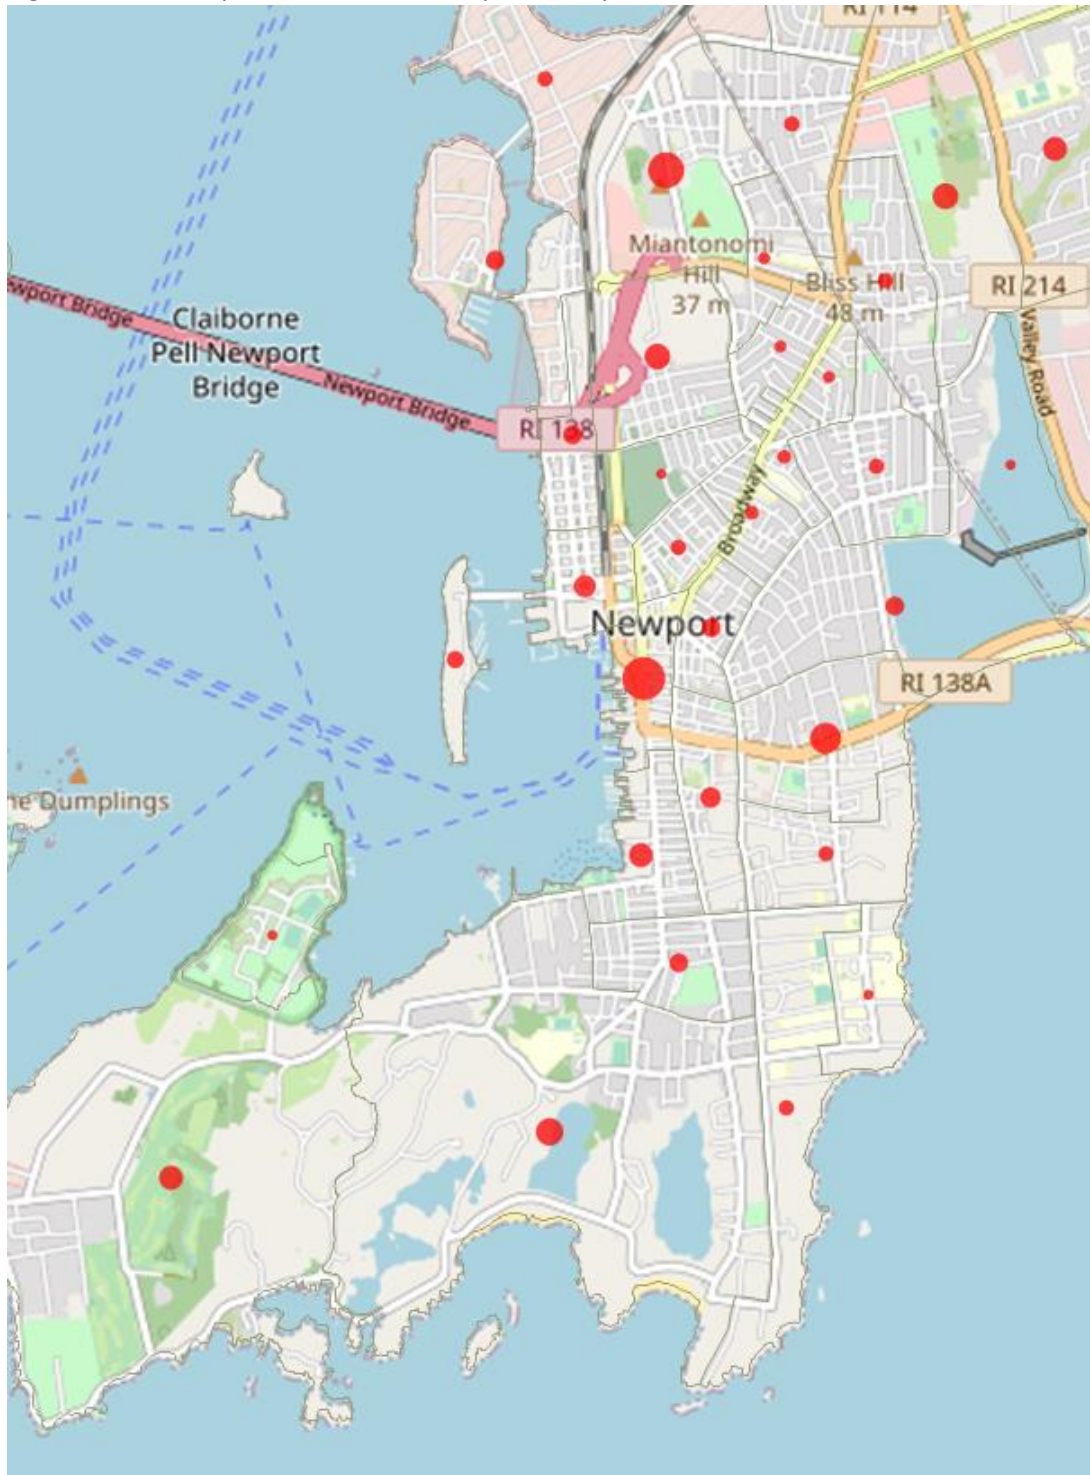 RI 114
Miantonomi
Hill
37 m
Bliss Hill
48 m
RI 214
Valley Road
Newport Bridge
Claiborne
Pell Newport
Bridge
Newport Bridge
RI 138
Broadway
Newport
RI 138A
Dumplings